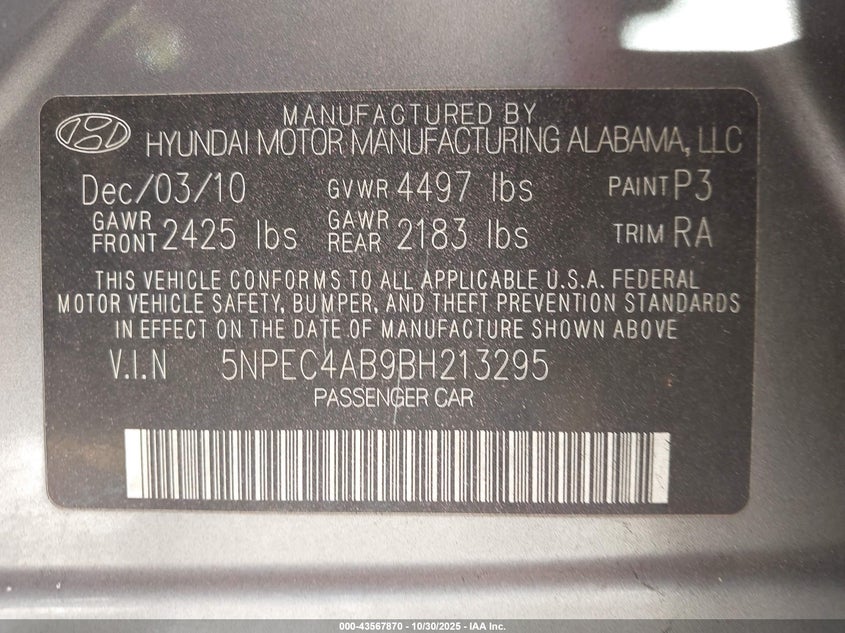 MANUFACTURED BY
HYUNDAI MOTOR MANUFACTURING ALABAMA, LLC
Dec/03/10 GVWR 4497 lbs PAINT P3
GAWR FRONT 2425 lbs GAWR REAR 2183 lbs TRIM RA
THIS VEHICLE CONFORMS TO ALL APPLICABLE U.S.A. FEDERAL
MOTOR VEHICLE SAFETY, BUMPER, AND THEFT PREVENTION STANDARDS
IN EFFECT ON THE DATE OF MANUFACTURE SHOWN ABOVE
V.I.N 5NPEC4AB9BH213295
PASSENGER CAR
000-43567870 - 10/30/2025 - IAA Inc.